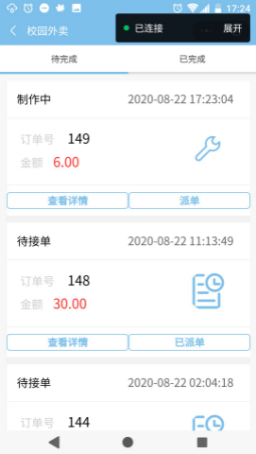 17:24
校园外卖
已连接 展开
待完成 已完成
制作中 2020-08-22 17:23:04
订单号 149
金额 6.00
查看详情 派单
待接单 2020-08-22 11:13:49
订单号 148
金额 30.00
查看详情 已派单
待接单 2020-08-22 02:04:18
订单号 144